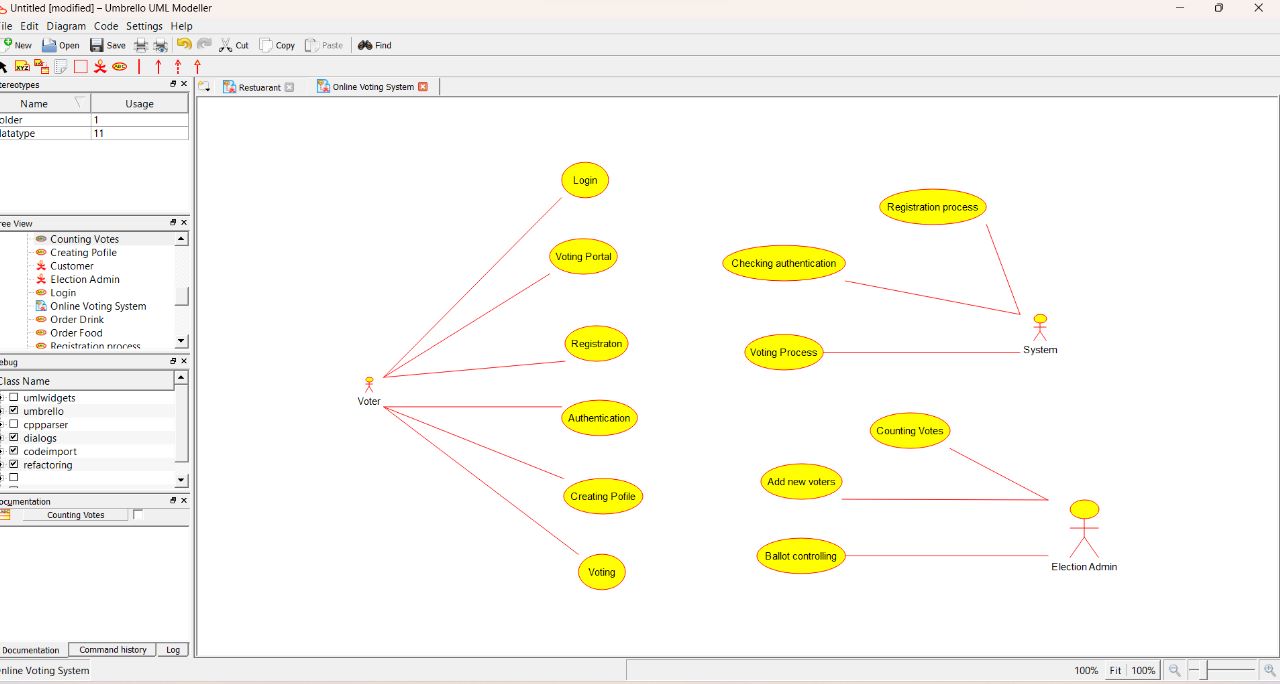 Untitled [modified] – Umbrello UML Modeller
ile Edit Diagram Code Settings Help
New Open Save Cut Copy Paste Find
XYZ ABC
tereotypes
Name Usage
older 1
latatype 11
ree View
Counting Votes
Creating Pofile
Customer
Election Admin
Login
Online Voting System
Order Drink
Order Food
Registration process
ebug
Class Name
umlwidgets
umbrello
cppparser
dialogs
codeimport
refactoring
ocumentation
Counting Votes
Documentation Command history Log
Restuarant Online Voting System
Login
Voting Portal
Registraton
Voter
Authentication
Creating Pofile
Voting
Registration process
Checking authentication
Voting Process
System
Counting Votes
Add new voters
Ballot controlling
Election Admin
nline Voting System 100% Fit 100%